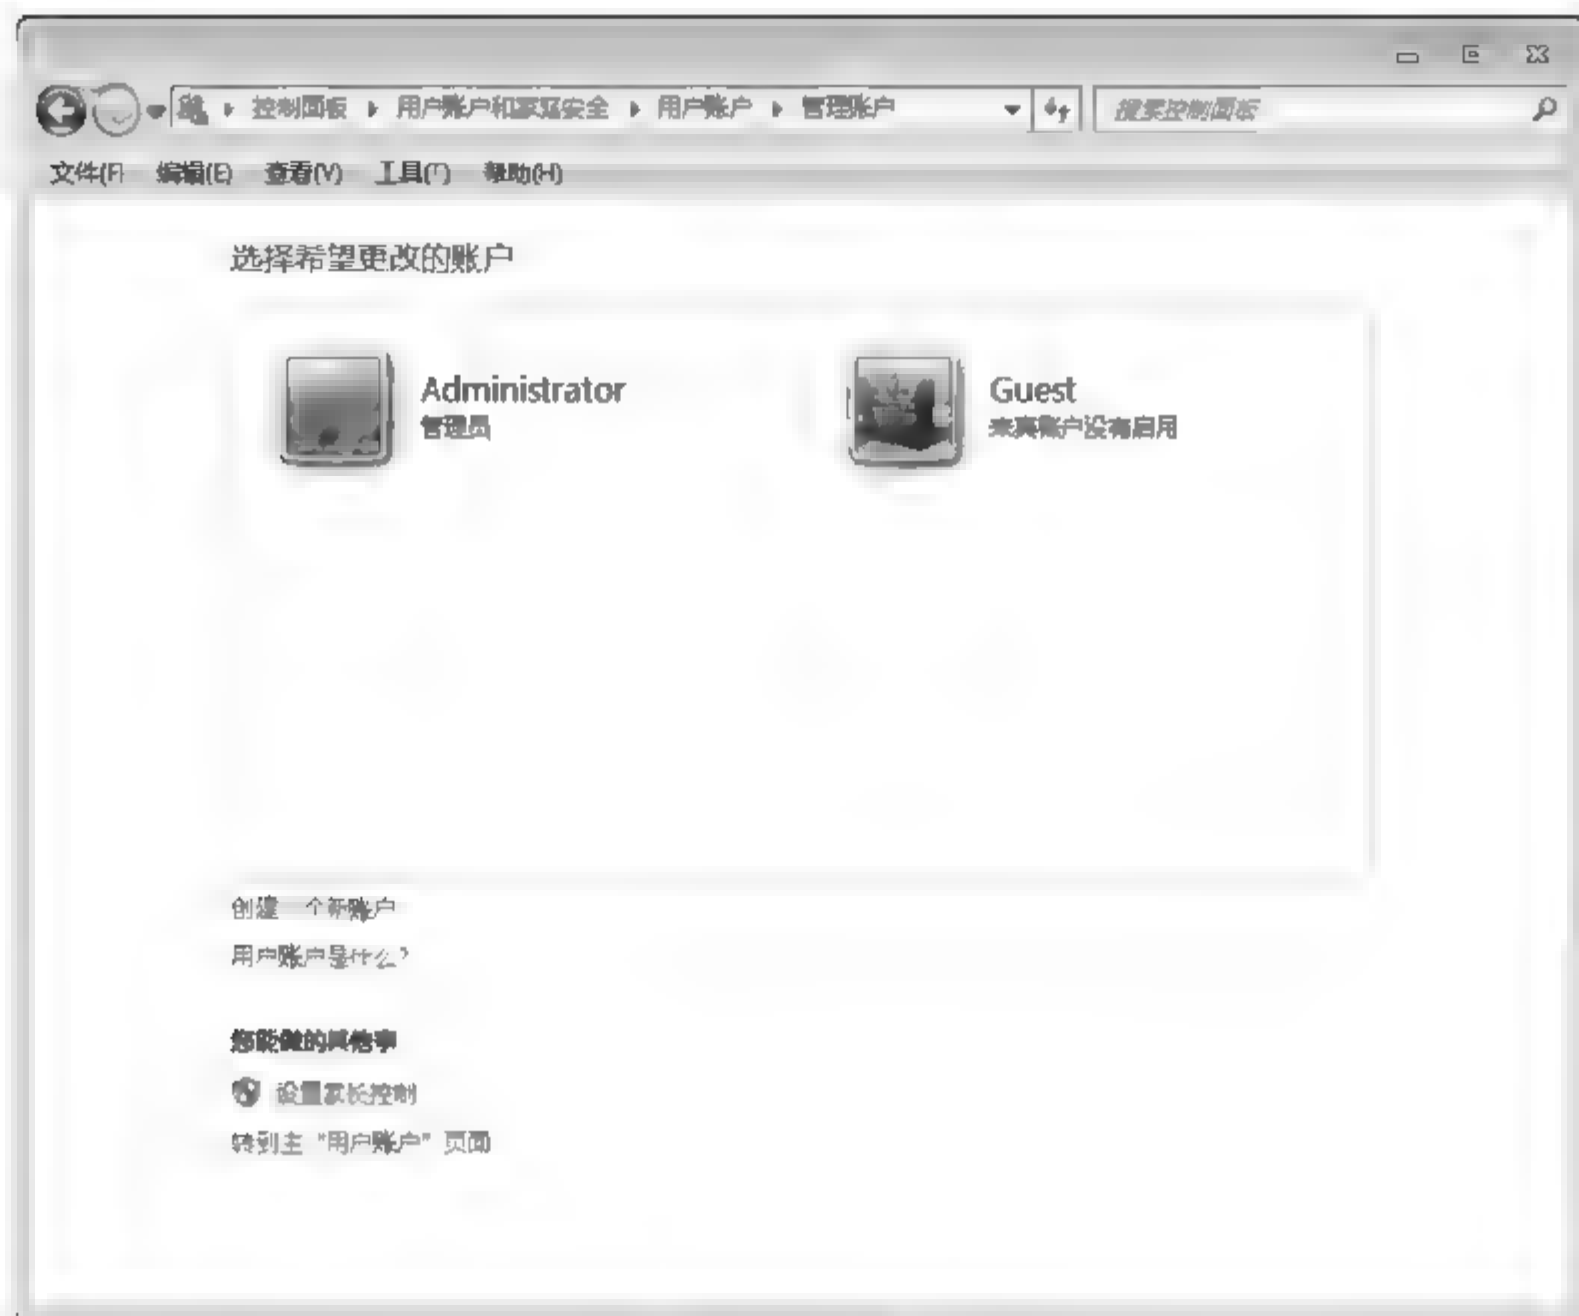 控制面板 ▸ 用户账户和家庭安全 ▸ 用户账户 ▸ 管理账户
搜索控制面板
文件(F) 编辑(E) 查看(V) 工具(T) 帮助(H)
选择希望更改的账户
Administrator
管理员
Guest
来宾账户没有启用
创建一个新账户
用户账户是什么?
您能做的其他事
设置家长控制
转到主“用户账户”页面